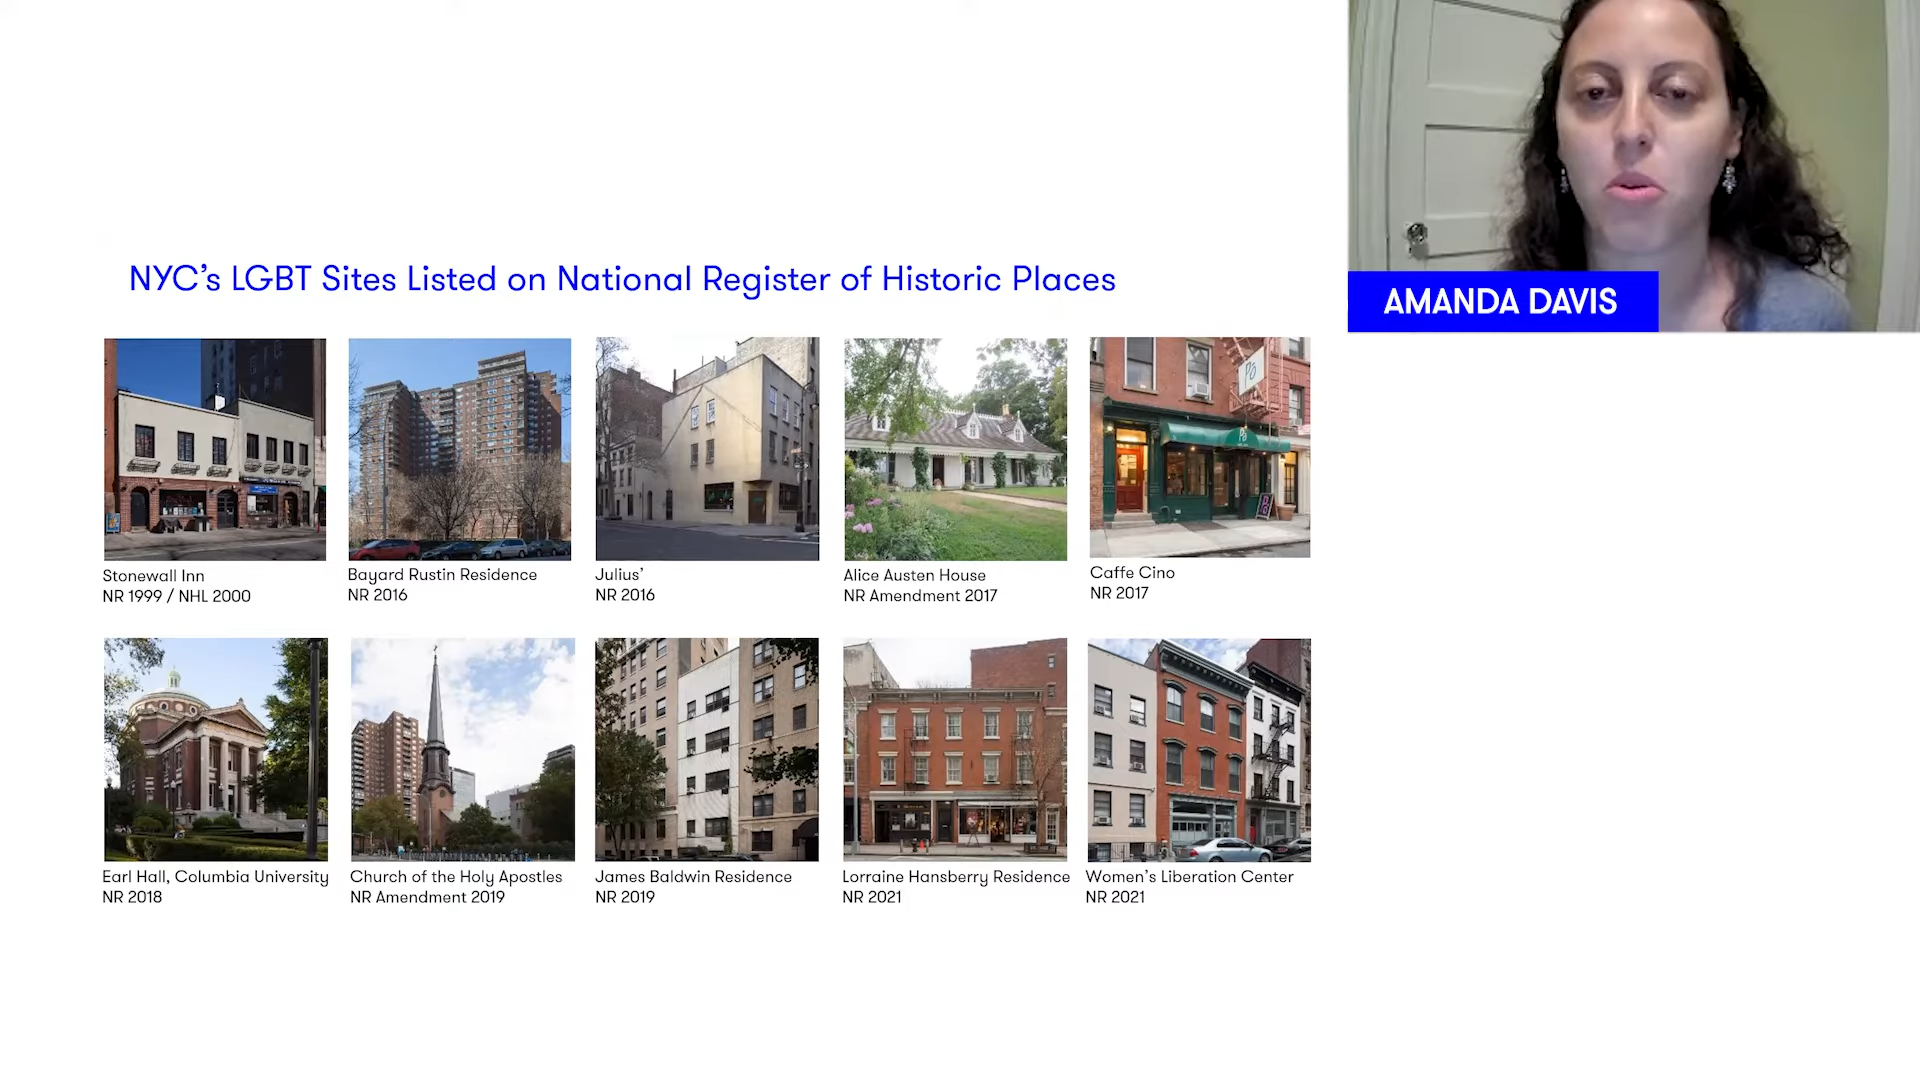 AMANDA DAVIS
NYC’s LGBT Sites Listed on National Register of Historic Places
Pō
Pō
Stonewall Inn
NR 1999 / NHL 2000
Bayard Rustin Residence
NR 2016
Julius’
NR 2016
Alice Austen House
NR Amendment 2017
Caffe Cino
NR 2017
Earl Hall, Columbia University
NR 2018
Church of the Holy Apostles
NR Amendment 2019
James Baldwin Residence
NR 2019
Lorraine Hansberry Residence
NR 2021
Women’s Liberation Center
NR 2021